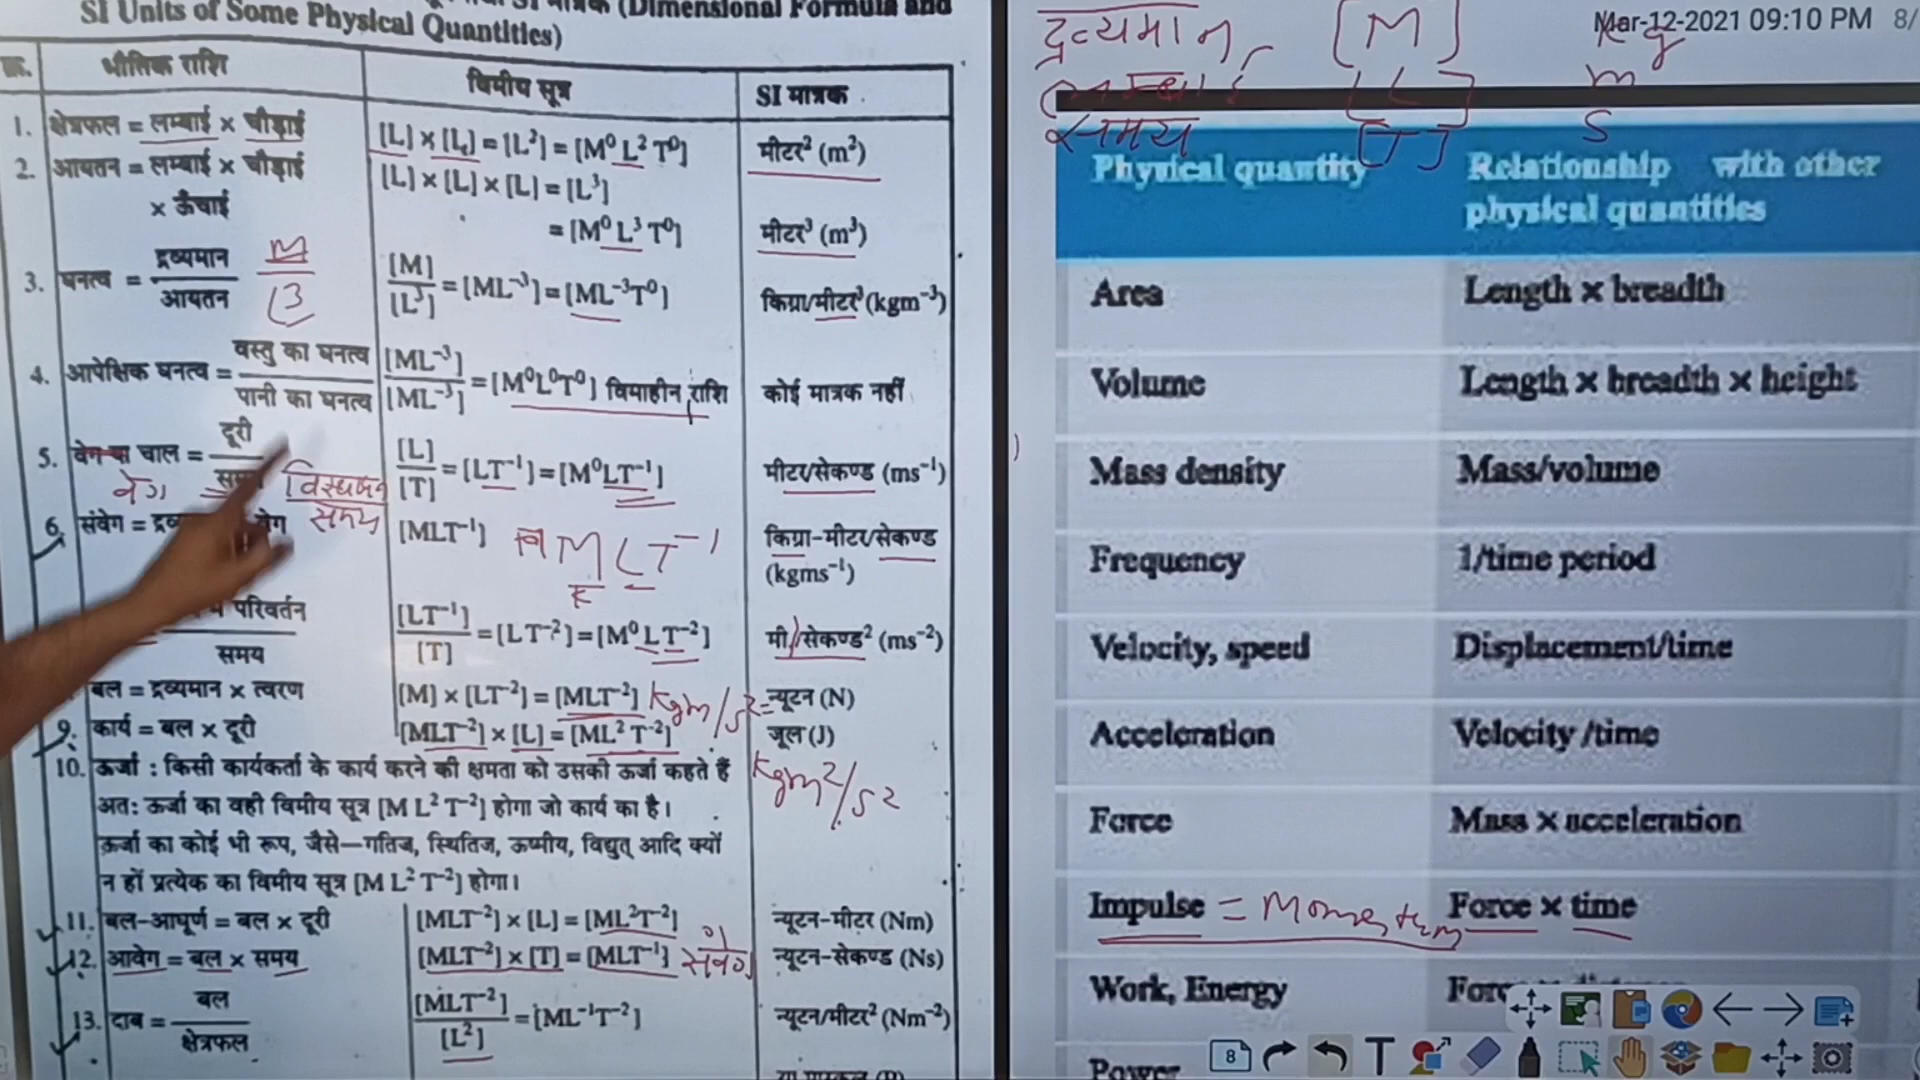 SI Units of Some Physical Quantities)
(Dimensional Formula and
क्र. भौतिक राशि विमीय सूत्र SI मात्रक
1. क्षेत्रफल = लम्बाई × चौड़ाई [L] × [L] = [L²] = [M⁰ L² T⁰] मीटर² (m²)
2. आयतन = लम्बाई × चौड़ाई [L] × [L] × [L] = [L³]
× ऊँचाई = [M⁰ L³ T⁰] मीटर³ (m³)
3. घनत्व = द्रव्यमान / आयतन M / L3 [M] / [L³] = [ML⁻³] = [ML⁻³T⁰] किग्रा/मीटर³ (kgm⁻³)
4. आपेक्षिक घनत्व = वस्तु का घनत्व / पानी का घनत्व [ML⁻³] / [ML⁻³] = [M⁰L⁰T⁰] विमाहीन राशि कोई मात्रक नहीं
5. वेग या चाल = दूरी / [L] / [T] = [LT⁻¹] = [M⁰LT⁻¹] मीटर/सेकण्ड (ms⁻¹)
वेग विस्थापन / समय
6. संवेग = वेग [MLT⁻¹] MLT⁻¹ किग्रा-मीटर/सेकण्ड
(kgms⁻¹)
परिवर्तन / समय [LT⁻¹] / [T] = [LT⁻²] = [M⁰LT⁻²] मी./सेकण्ड² (ms⁻²)
बल = द्रव्यमान × त्वरण [M] × [LT⁻²] = [MLT⁻²] kgm/s² = न्यूटन (N)
9. कार्य = बल × दूरी [MLT⁻²] × [L] = [ML² T⁻²] जूल (J)
10. ऊर्जा : किसी कार्यकर्ता के कार्य करने की क्षमता को उसकी ऊर्जा कहते हैं kgm²/s²
अतः ऊर्जा का वही विमीय सूत्र [M L² T⁻²] होगा जो कार्य का है।
ऊर्जा का कोई भी रूप, जैसे—गतिज, स्थितिज, ऊष्मीय, विद्युत् आदि क्यों
न हों प्रत्येक का विमीय सूत्र [M L² T⁻²] होगा।
11. बल-आघूर्ण = बल × दूरी [MLT⁻²] × [L] = [ML²T⁻²] न्यूटन-मीटर (Nm)
12. आवेग = बल × समय [MLT⁻²] × [T] = [MLT⁻¹] संवेग न्यूटन-सेकण्ड (Ns)
13. दाब = बल / क्षेत्रफल [MLT⁻²] / [L²] = [ML⁻¹T⁻²] न्यूटन/मीटर² (Nm⁻²)
Mar-12-2021 09:10 PM 8/
द्रव्यमान [M] kg
लम्बाई [L] m
समय [T] s
Physical quantity Relationship with other
physical quantities
Area Length × breadth
Volume Length × breadth × height
Mass density Mass/volume
Frequency 1/time period
Velocity, speed Displacement/time
Acceleration Velocity /time
Force Mass × acceleration
Impulse = Momentum Force × time
Work, Energy
Power
8